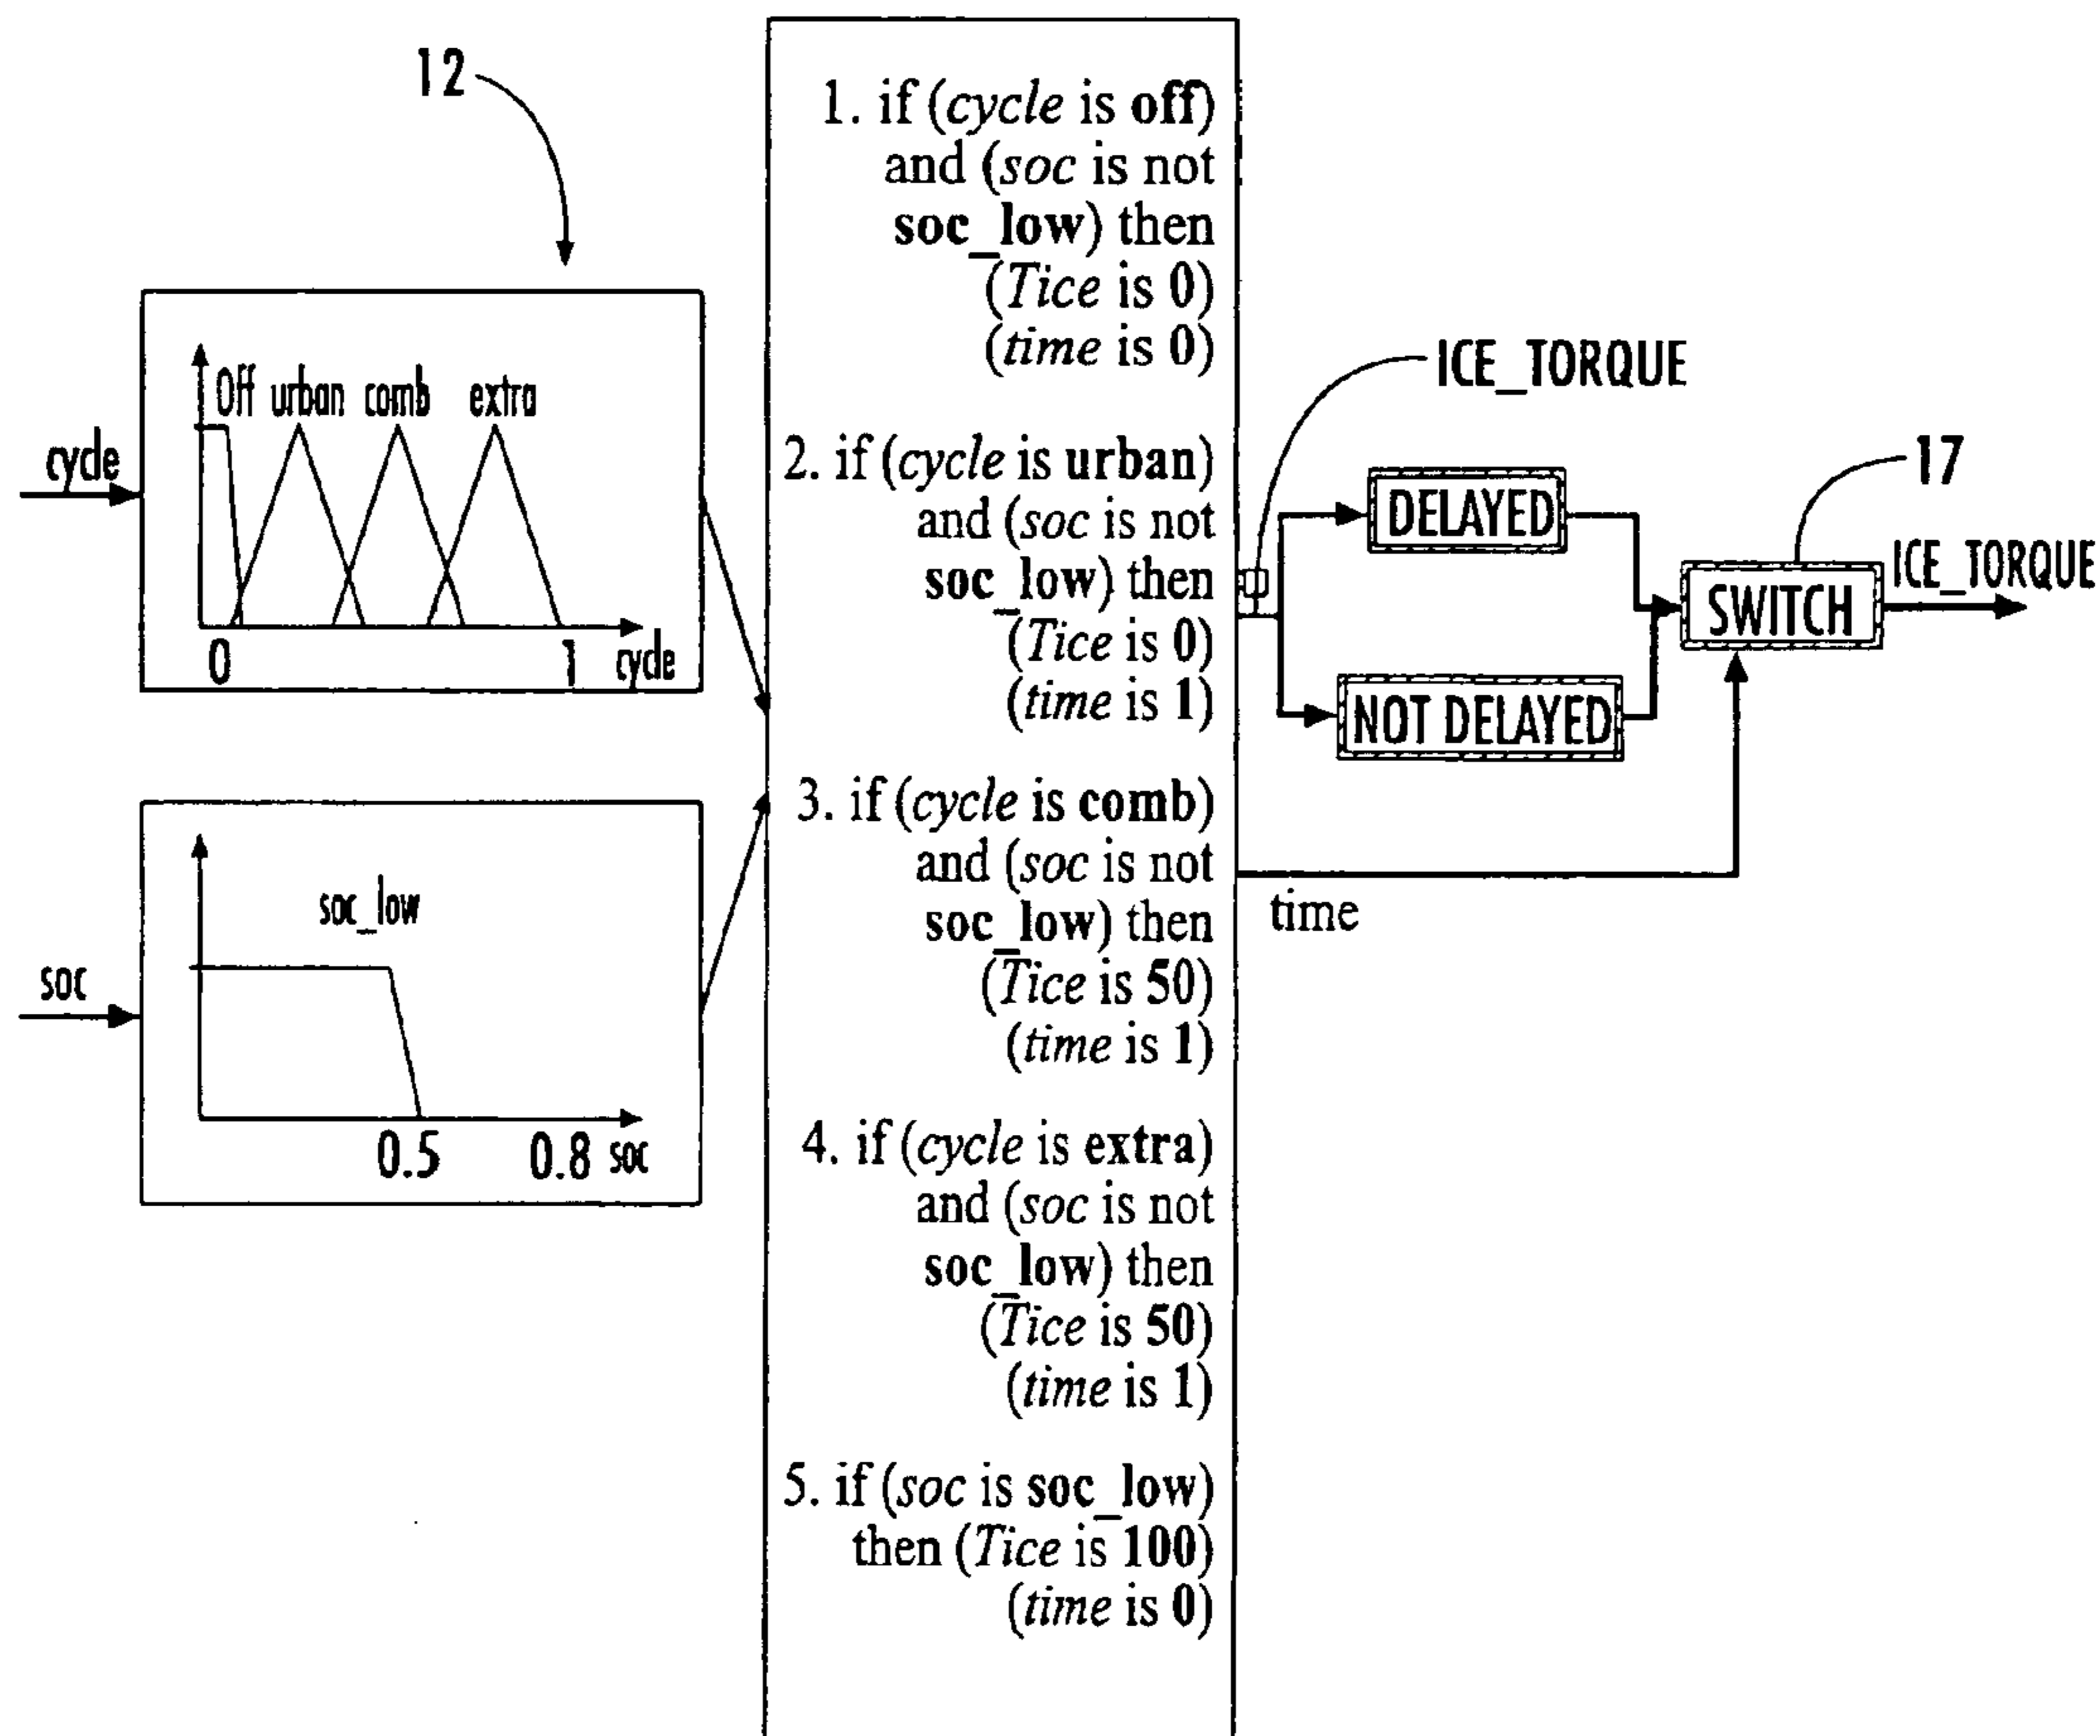 12
Off urban comb extra
cycle
0 1 cycle
soc_low
soc
0.5 0.8 soc
1. if (cycle is off)
and (soc is not
soc_low) then
(Tice is 0)
(time is 0)
2. if (cycle is urban)
and (soc is not
soc_low) then
(Tice is 0)
(time is 1)
3. if (cycle is comb)
and (soc is not
soc_low) then
(Tice is 50)
(time is 1)
4. if (cycle is extra)
and (soc is not
soc_low) then
(Tice is 50)
(time is 1)
5. if (soc is soc_low)
then (Tice is 100)
(time is 0)
ICE_TORQUE
DELAYED
17
ICE_TORQUE
SWITCH
NOT DELAYED
time